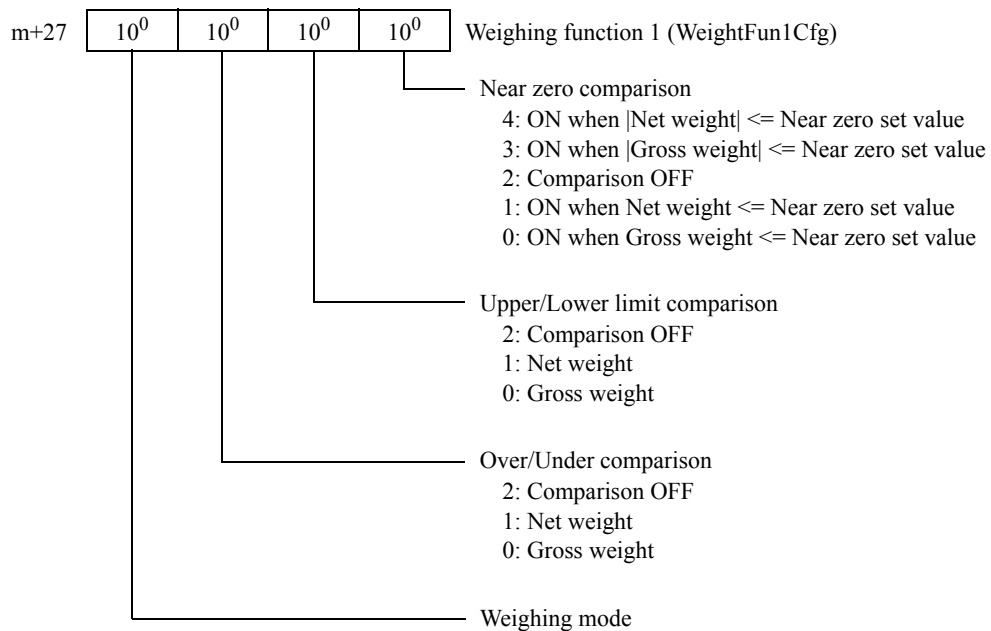 m+27 10⁰ 10⁰ 10⁰ 10⁰ Weighing function 1 (WeightFun1Cfg)
Near zero comparison
4: ON when |Net weight| <= Near zero set value
3: ON when |Gross weight| <= Near zero set value
2: Comparison OFF
1: ON when Net weight <= Near zero set value
0: ON when Gross weight <= Near zero set value
Upper/Lower limit comparison
2: Comparison OFF
1: Net weight
0: Gross weight
Over/Under comparison
2: Comparison OFF
1: Net weight
0: Gross weight
Weighing mode